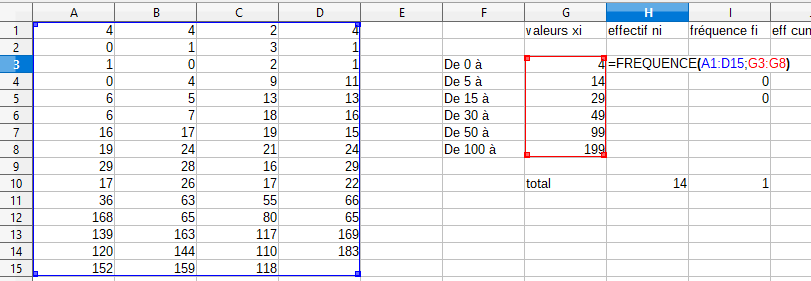 A B C D E F G H I
1 4 4 2 4 valeurs xi effectif ni fréquence fi eff cum
2 0 1 3 1
3 1 0 2 1 De 0 à 4 =FREQUENCE(A1:D15;G3:G8)
4 0 4 9 11 De 5 à 14 0
5 6 5 13 13 De 15 à 29 0
6 6 7 18 16 De 30 à 49
7 16 17 19 15 De 50 à 99
8 19 24 21 24 De 100 à 199
9 29 28 16 29
10 17 26 17 22 total 14 1
11 36 63 55 66
12 168 65 80 65
13 139 163 117 169
14 120 144 110 183
15 152 159 118